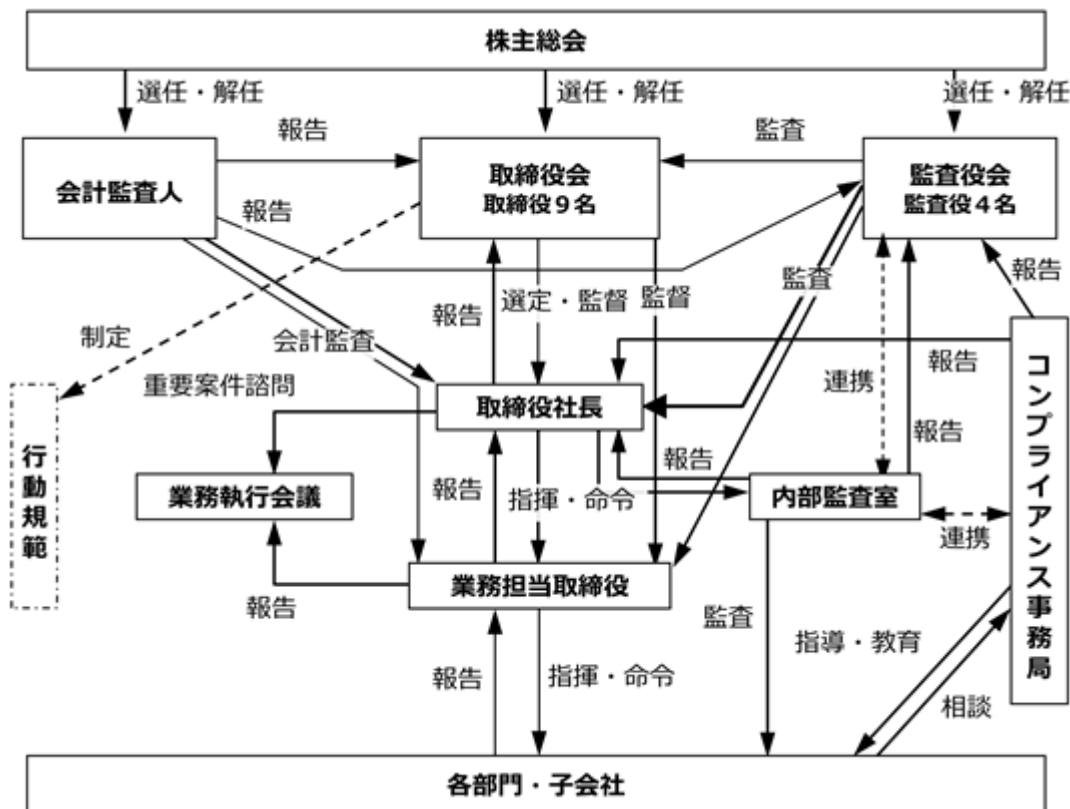 株主総会
選任・解任
選任・解任
選任・解任
報告
監査
会計監査人
取締役会
取締役９名
監査役会
監査役４名
報告
報告
監査
選定・監督
監督
報告
制定
会計監査
報告
連携
重要案件諮問
取締役社長
報告
報告
行動規範
業務執行会議
報告
指揮・命令
内部監査室
連携
コンプライアンス事務局
業務担当取締役
報告
監査
指導・教育
報告
指揮・命令
相談
各部門・子会社